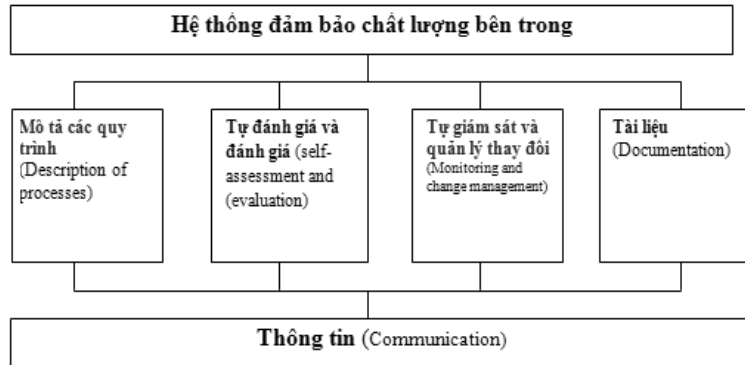 Hệ thống đảm bảo chất lượng bên trong
Mô tả các quy
trình
(Description of
processes)
Tự đánh giá và
đánh giá (self-
assessment and
(evaluation)
Tự giám sát và
quản lý thay đổi
(Monitoring and
change management)
Tài liệu
(Documentation)
Thông tin (Communication)